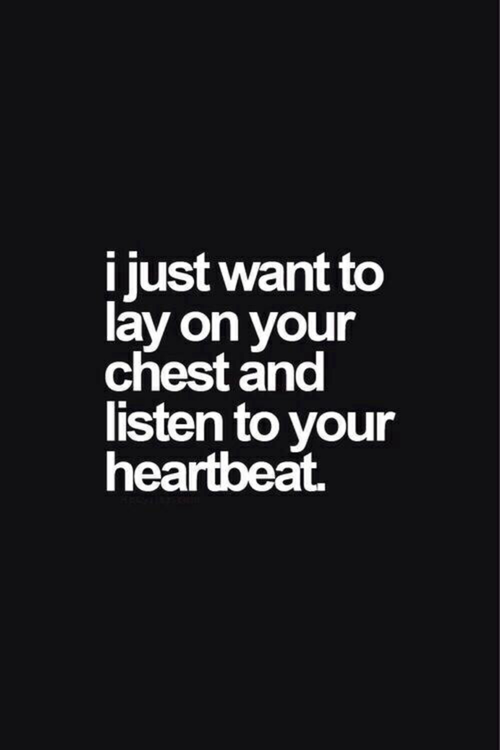 i just want to
lay on your
chest and
listen to your
heartbeat.